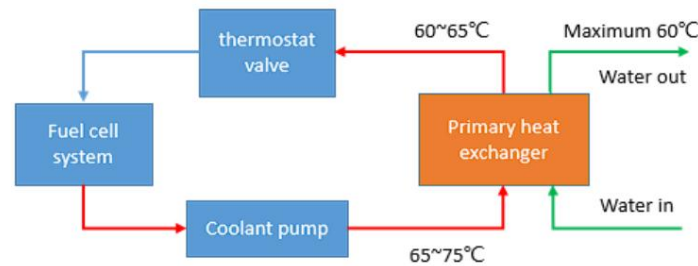 thermostat
valve
60~65℃
Maximum 60℃
Water out
Fuel cell
system
Primary heat
exchanger
Coolant pump
Water in
65~75℃